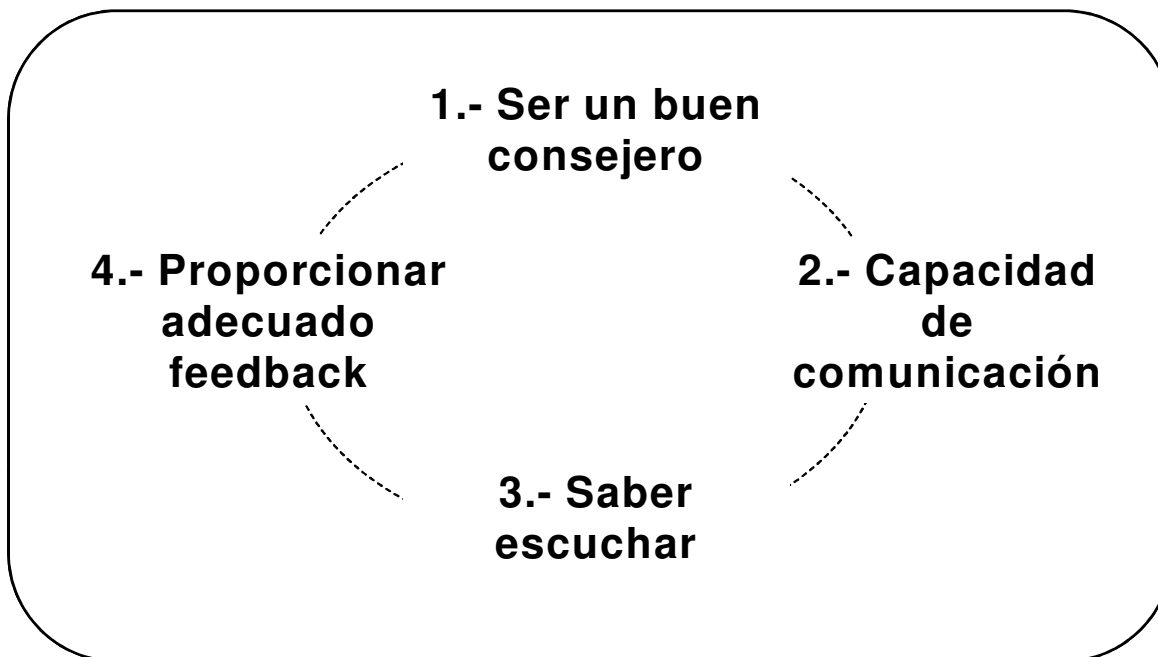 1.- Ser un buen
consejero
2.- Capacidad
de
comunicación
3.- Saber
escuchar
4.- Proporcionar
adecuado
feedback